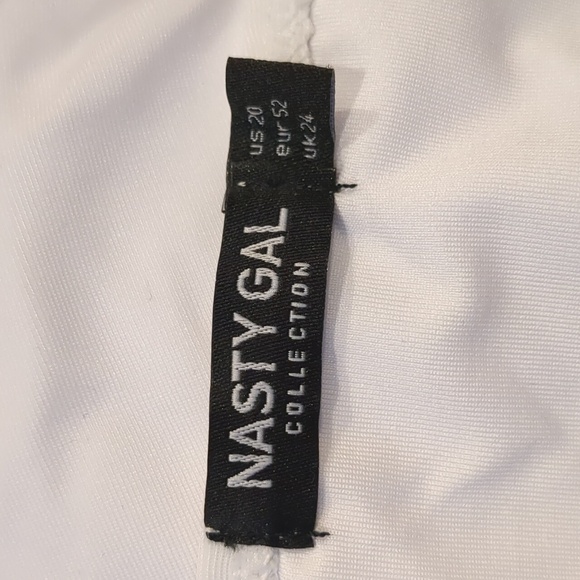 NASTY GAL
COLLECTION
us 20
eur 52
uk 24